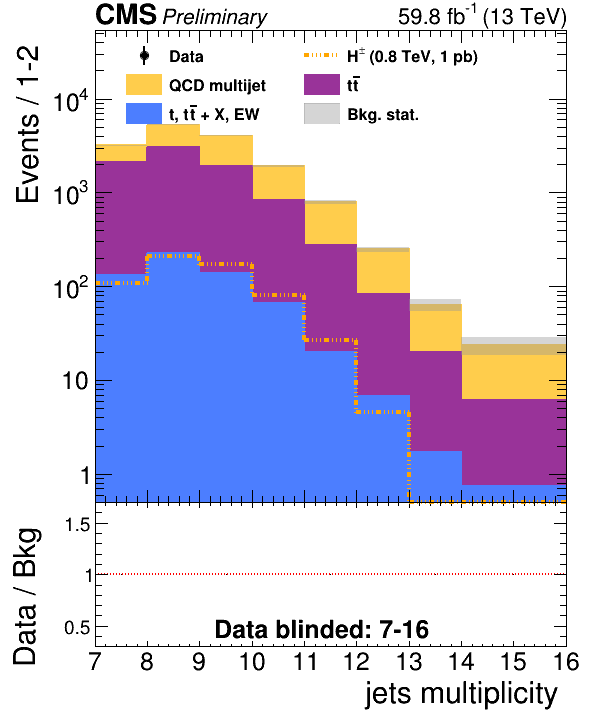 CMS Preliminary 59.8 fb⁻¹ (13 TeV)
Data H± (0.8 TeV, 1 pb)
QCD multijet tt̄
t, tt̄ + X, EW Bkg. stat.
Events / 1-2
10⁴
10³
10²
10
1
Data / Bkg
1.5
1
0.5
Data blinded: 7-16
7 8 9 10 11 12 13 14 15 16
jets multiplicity